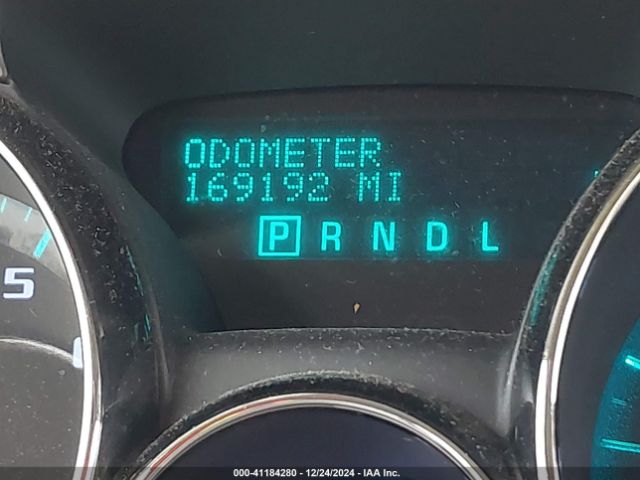 ODOMETER
169192 MI
P R N D L
5
000-41184280 - 12/24/2024 - IAA Inc.